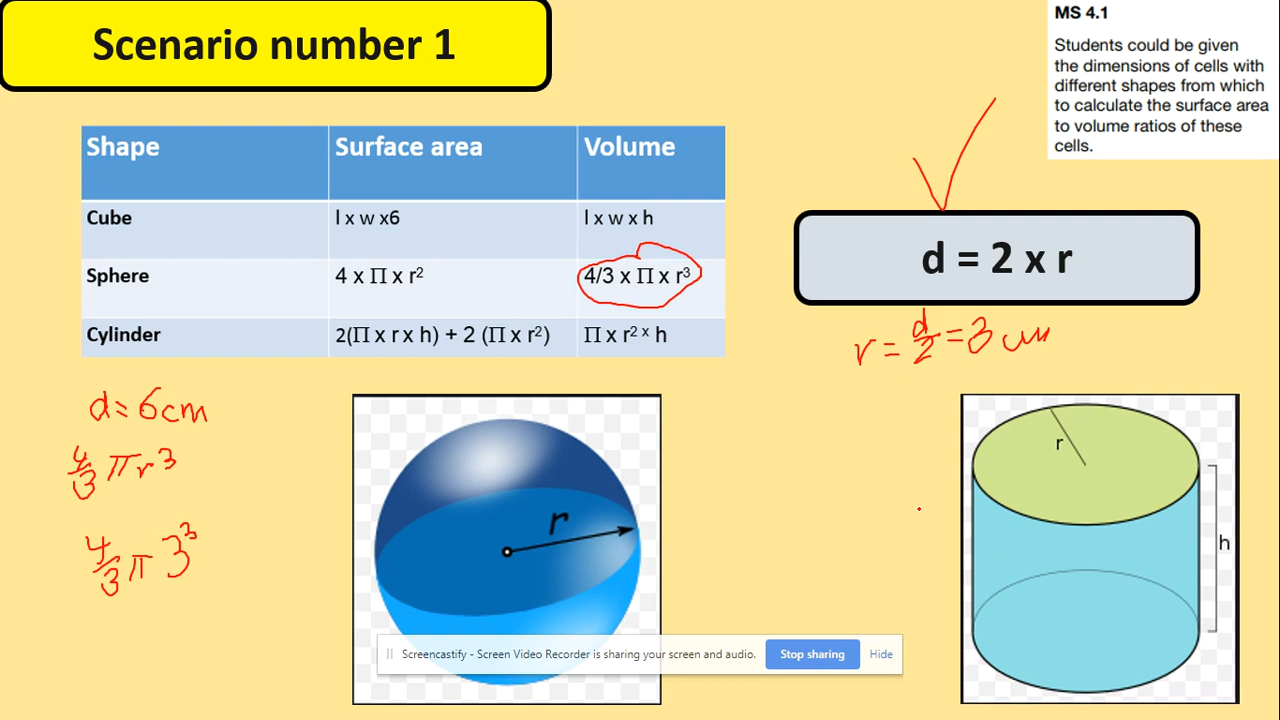 Scenario number 1
MS 4.1
Students could be given
the dimensions of cells with
different shapes from which
to calculate the surface area
to volume ratios of these
cells.
Shape Surface area Volume
Cube l x w x6 l x w x h
Sphere 4 x Π x r² 4/3 x Π x r³
Cylinder 2(Π x r x h) + 2 (Π x r²) Π x r² ˣ h
d = 2 x r
r = d/2 = 3 cm
d = 6cm
4/3 π r³
4/3 π 3³
r
r
h
Screencastify - Screen Video Recorder is sharing your screen and audio. Stop sharing Hide